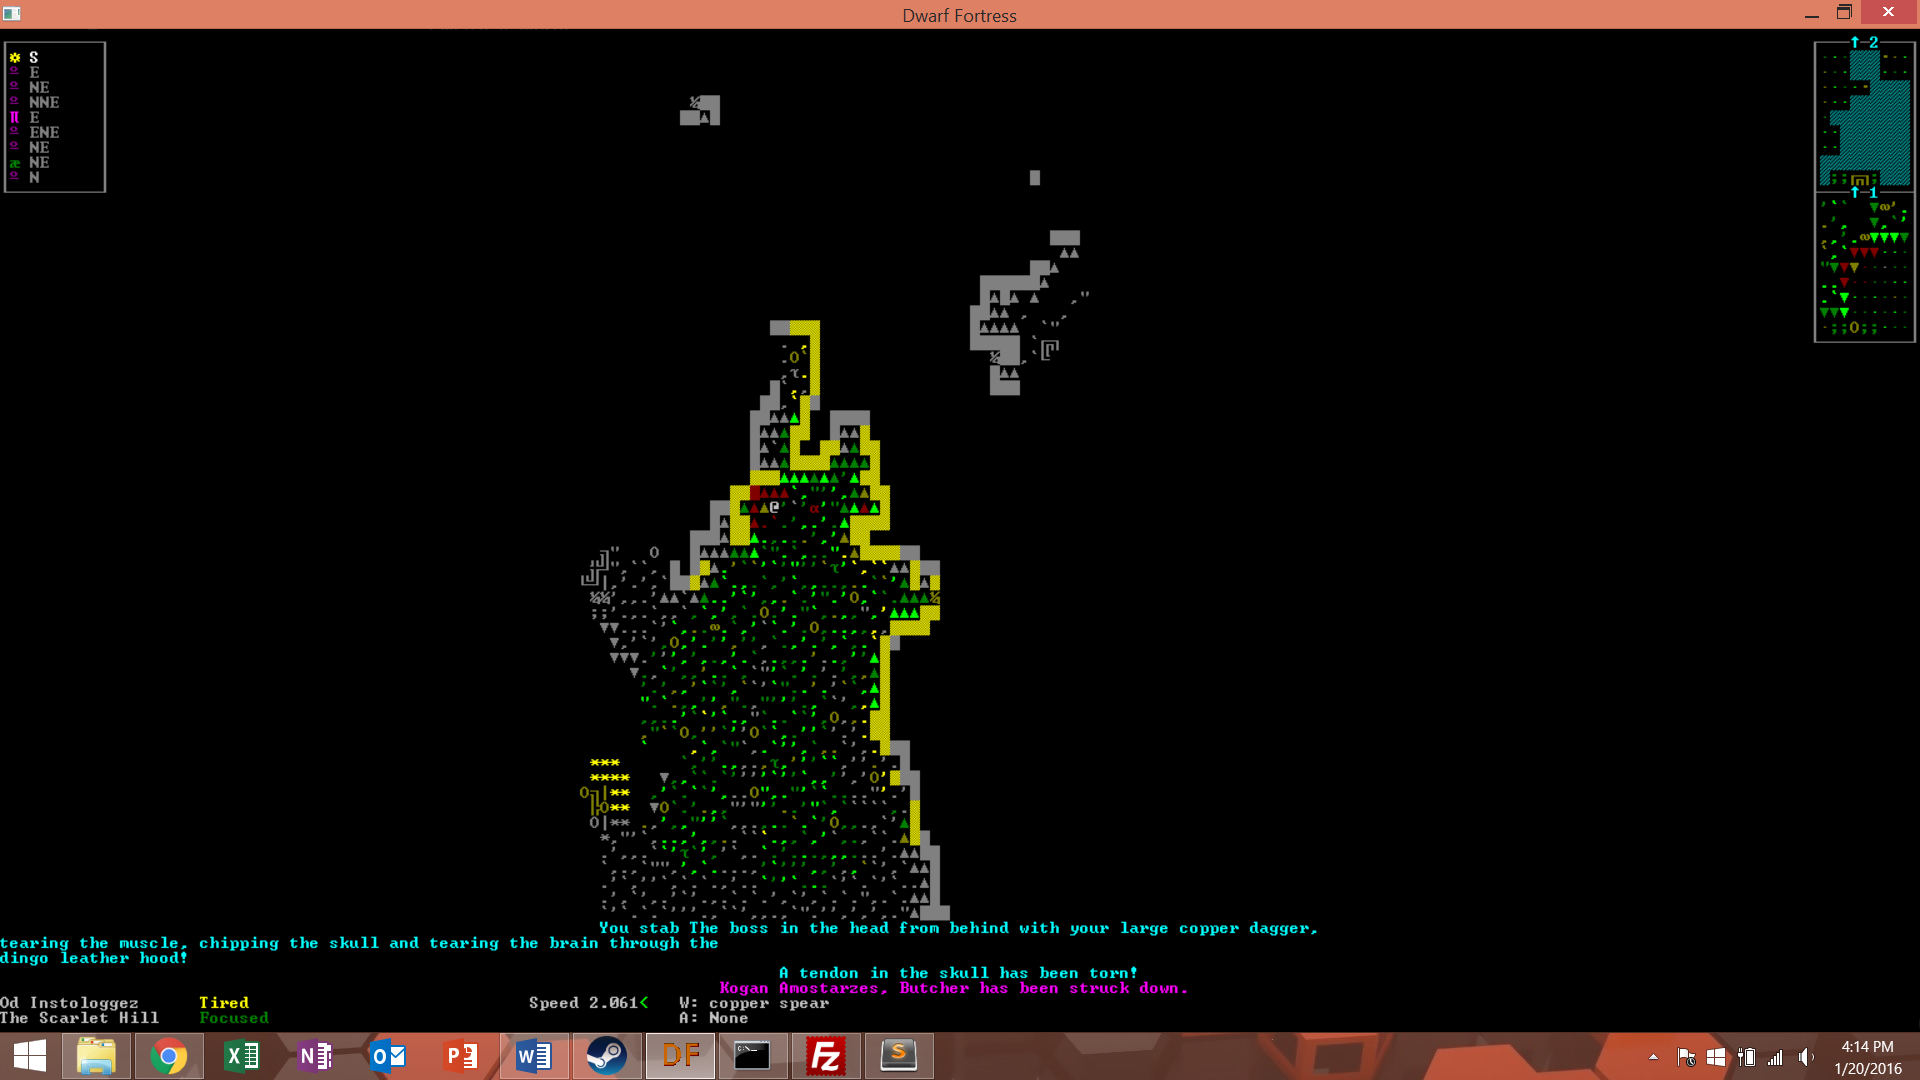 Dwarf Fortress
S
E
NE
NNE
E
ENE
NE
NE
N
2
1
You stab The boss in the head from behind with your large copper dagger,
tearing the muscle, chipping the skull and tearing the brain through the
dingo leather hood!
A tendon in the skull has been torn!
Kogan Amostarzes, Butcher has been struck down.
Od Instologgez Tired Speed 2.061< W: copper spear
The Scarlet Hill Focused A: None
DF
4:14 PM
1/20/2016